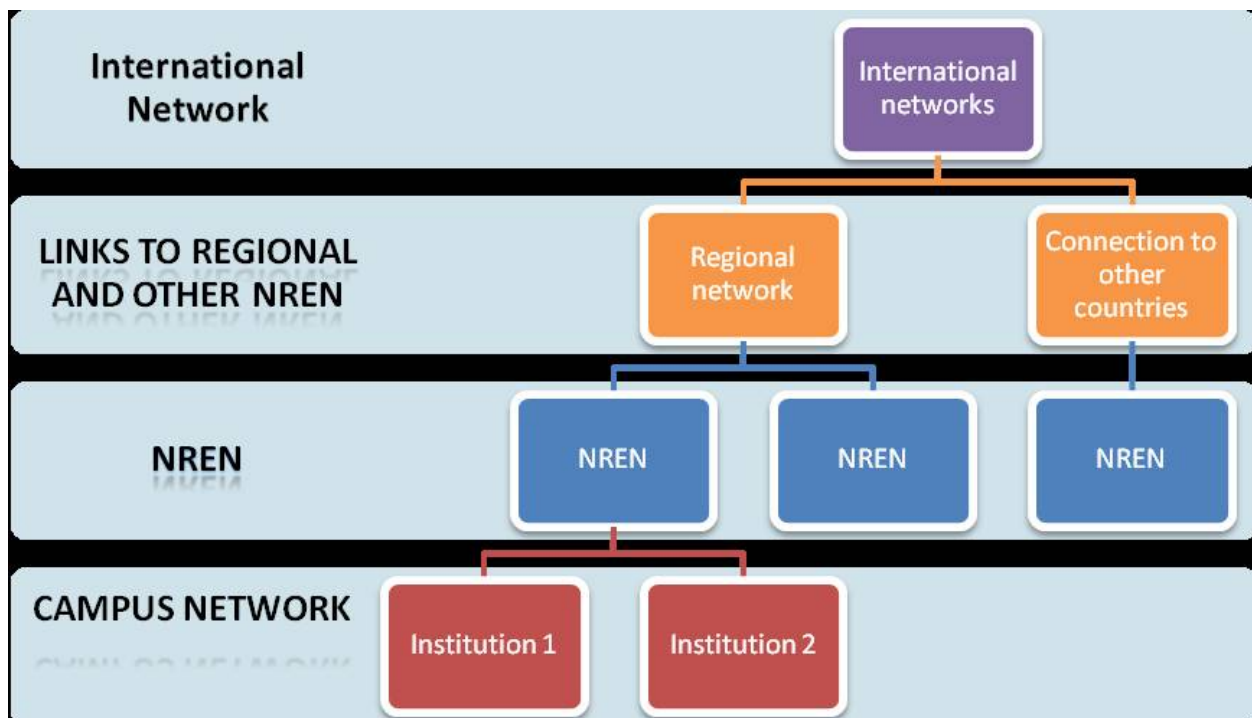 International
Network
International
networks
LINKS TO REGIONAL
AND OTHER NREN
Regional
network
Connection to
other
countries
NREN
NREN
NREN
NREN
CAMPUS NETWORK
Institution 1
Institution 2